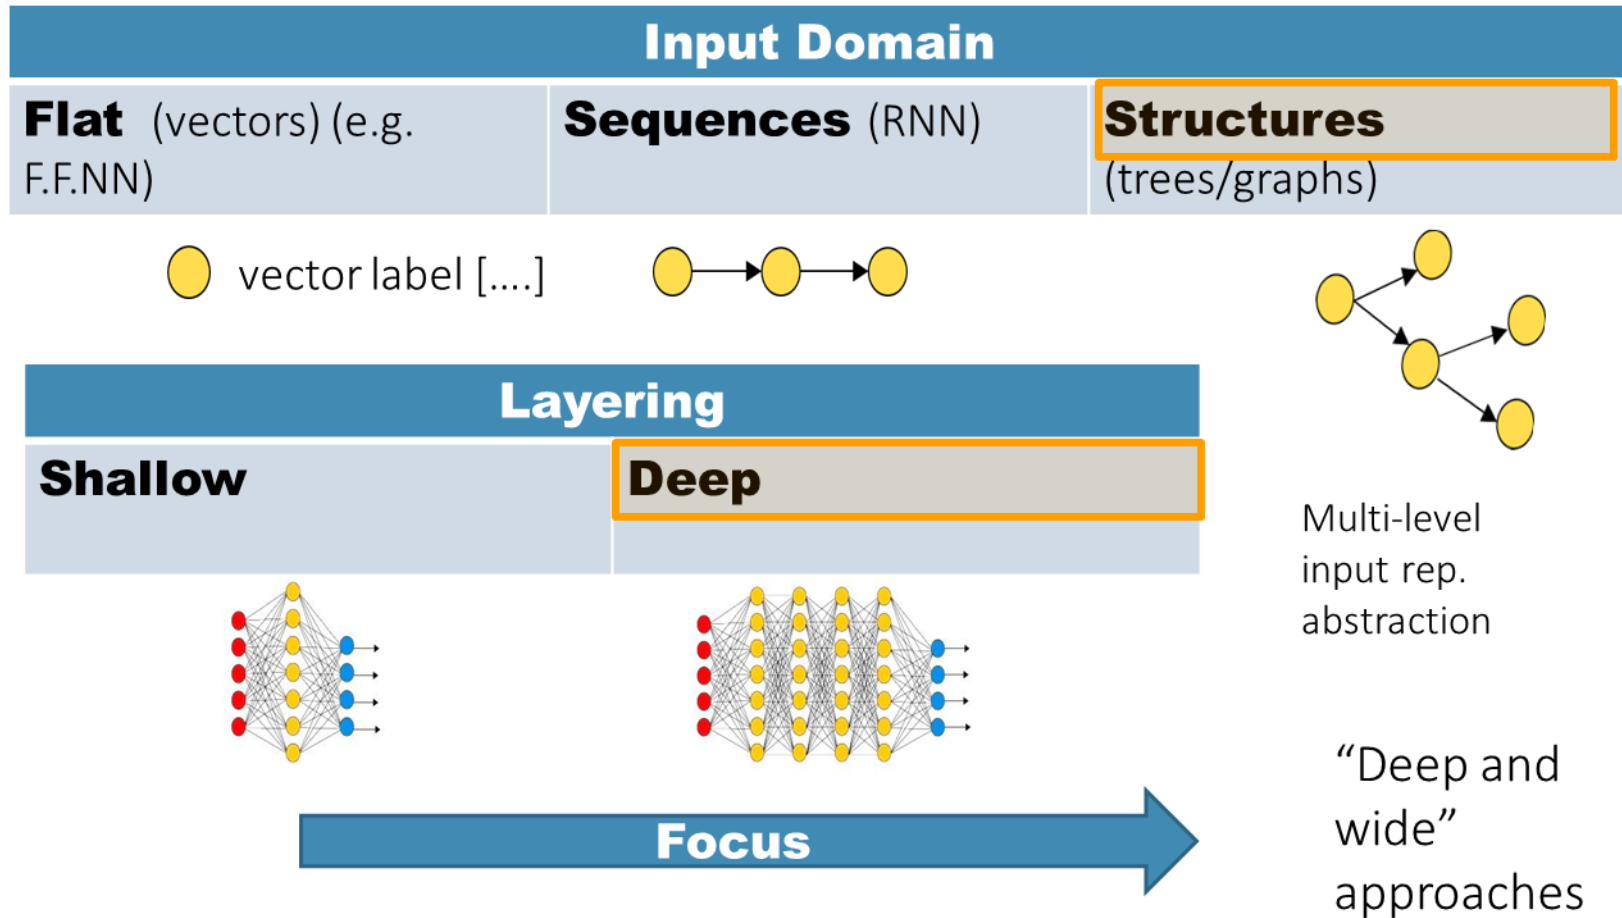 Input Domain
Flat (vectors) (e.g.
F.F.NN)
Sequences (RNN)
Structures
(trees/graphs)
vector label [....]
Layering
Shallow
Deep
Multi-level
input rep.
abstraction
Focus
“Deep and
wide”
approaches